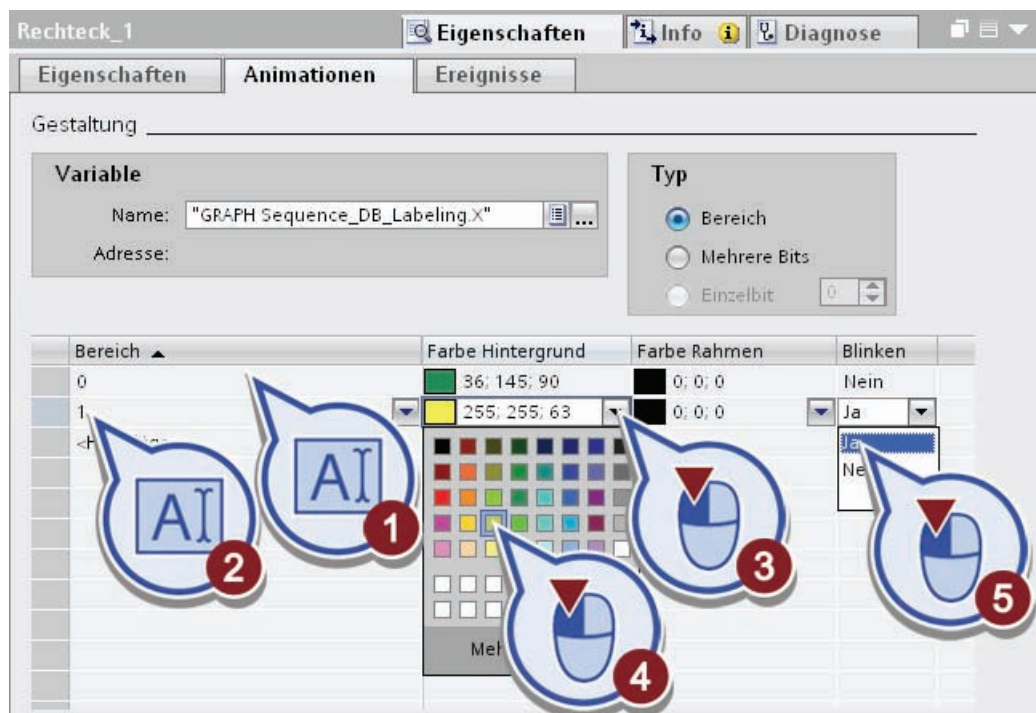 Rechteck_1 Eigenschaften Info Diagnose
Eigenschaften Animationen Ereignisse
Gestaltung
Variable
Name: "GRAPH Sequence_DB_Labeling.X" ...
Adresse:
Typ
Bereich
Mehrere Bits
Einzelbit 0
Bereich Farbe Hintergrund Farbe Rahmen Blinken
0 36; 145; 90 0; 0; 0 Nein
1 255; 255; 63 0; 0; 0 Ja
Ja
AI 1
AI 2
3
4
5